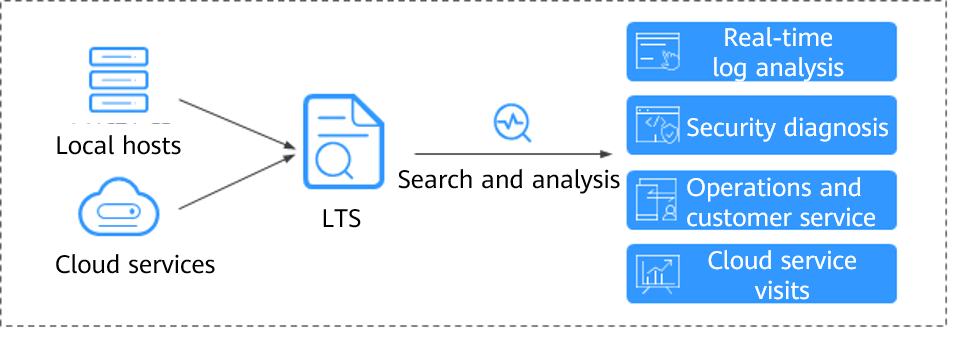 Local hosts
Cloud services
LTS
Search and analysis
Real-time
log analysis
Security diagnosis
Operations and
customer service
Cloud service
visits